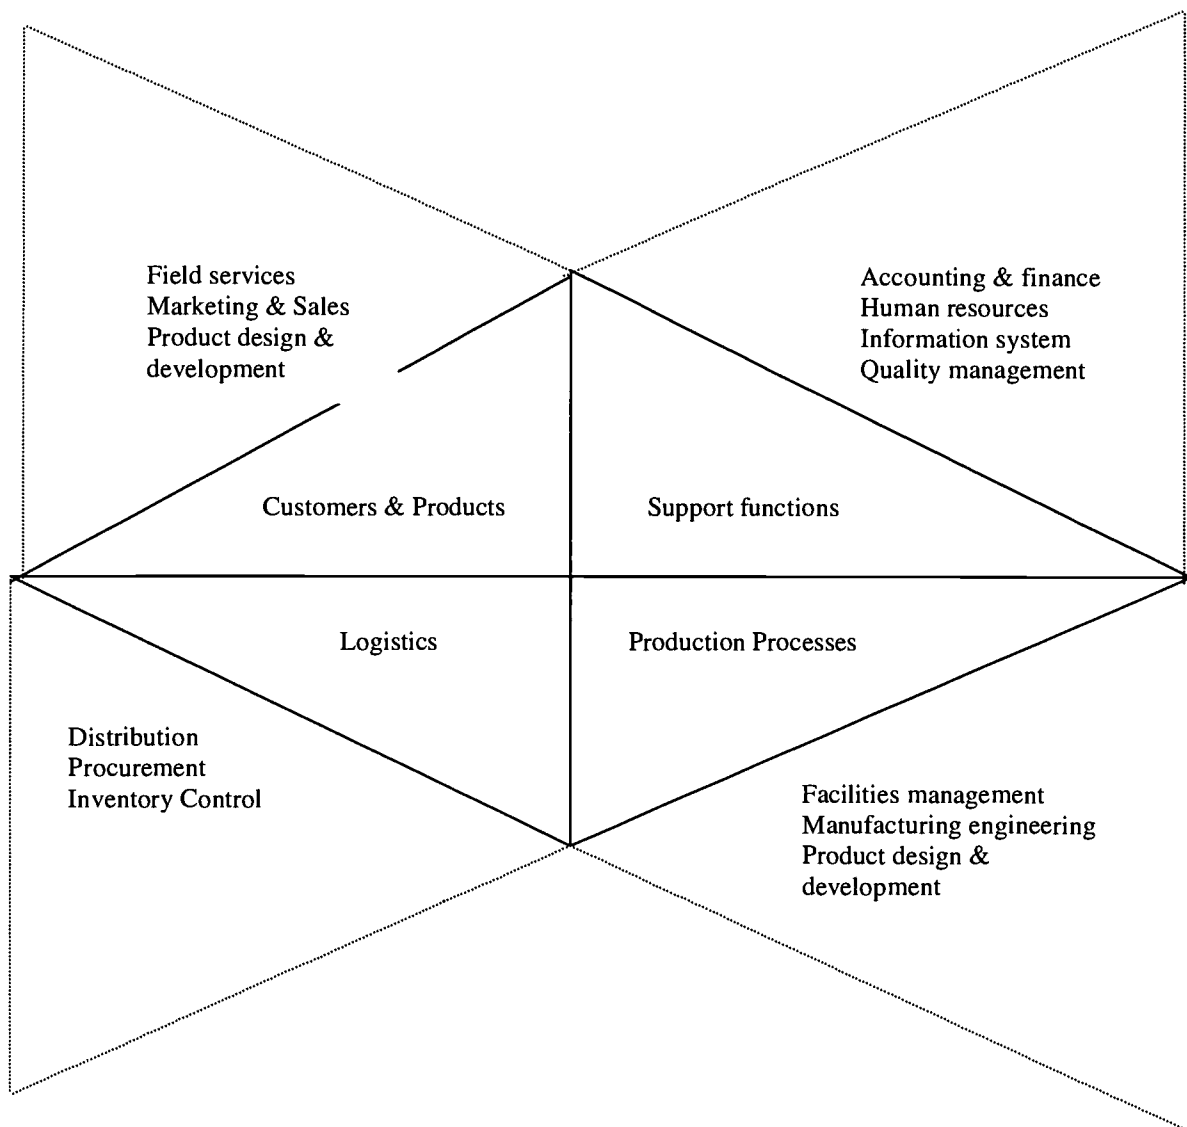 Field services
Marketing & Sales
Product design &
development
Accounting & finance
Human resources
Information system
Quality management
Customers & Products
Support functions
Logistics
Production Processes
Distribution
Procurement
Inventory Control
Facilities management
Manufacturing engineering
Product design &
development